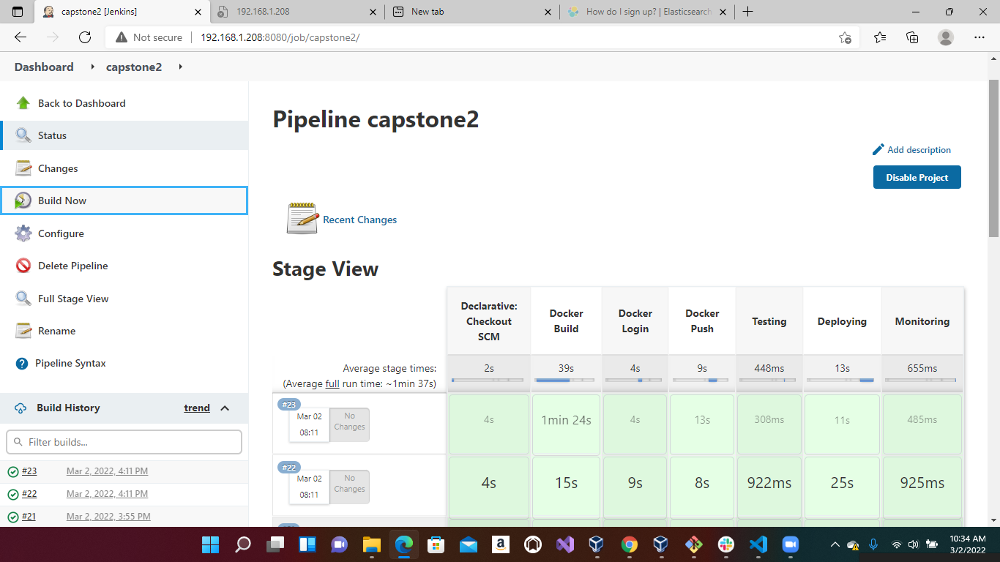 capstone2 [Jenkins]
192.168.1.208
New tab
How do I sign up? | Elasticsearch
Not secure
192.168.1.208:8080/job/capstone2/
Dashboard
capstone2
Back to Dashboard
Status
Changes
Build Now
Configure
Delete Pipeline
Full Stage View
Rename
Pipeline Syntax
Build History
trend
Filter builds...
#23
Mar 2, 2022, 4:11 PM
#22
Mar 2, 2022, 4:11 PM
#21
Mar 2, 2022, 3:55 PM
Pipeline capstone2
Add description
Disable Project
Recent Changes
Stage View
Declarative:
Checkout
SCM
Docker
Build
Docker
Login
Docker
Push
Testing
Deploying
Monitoring
Average stage times:
(Average full run time: ~1min 37s)
2s
39s
4s
9s
448ms
13s
655ms
#23
Mar 02
08:11
No
Changes
4s
1min 24s
4s
13s
308ms
11s
485ms
#22
Mar 02
08:11
No
Changes
4s
15s
9s
8s
922ms
25s
925ms
10:34 AM
3/2/2022